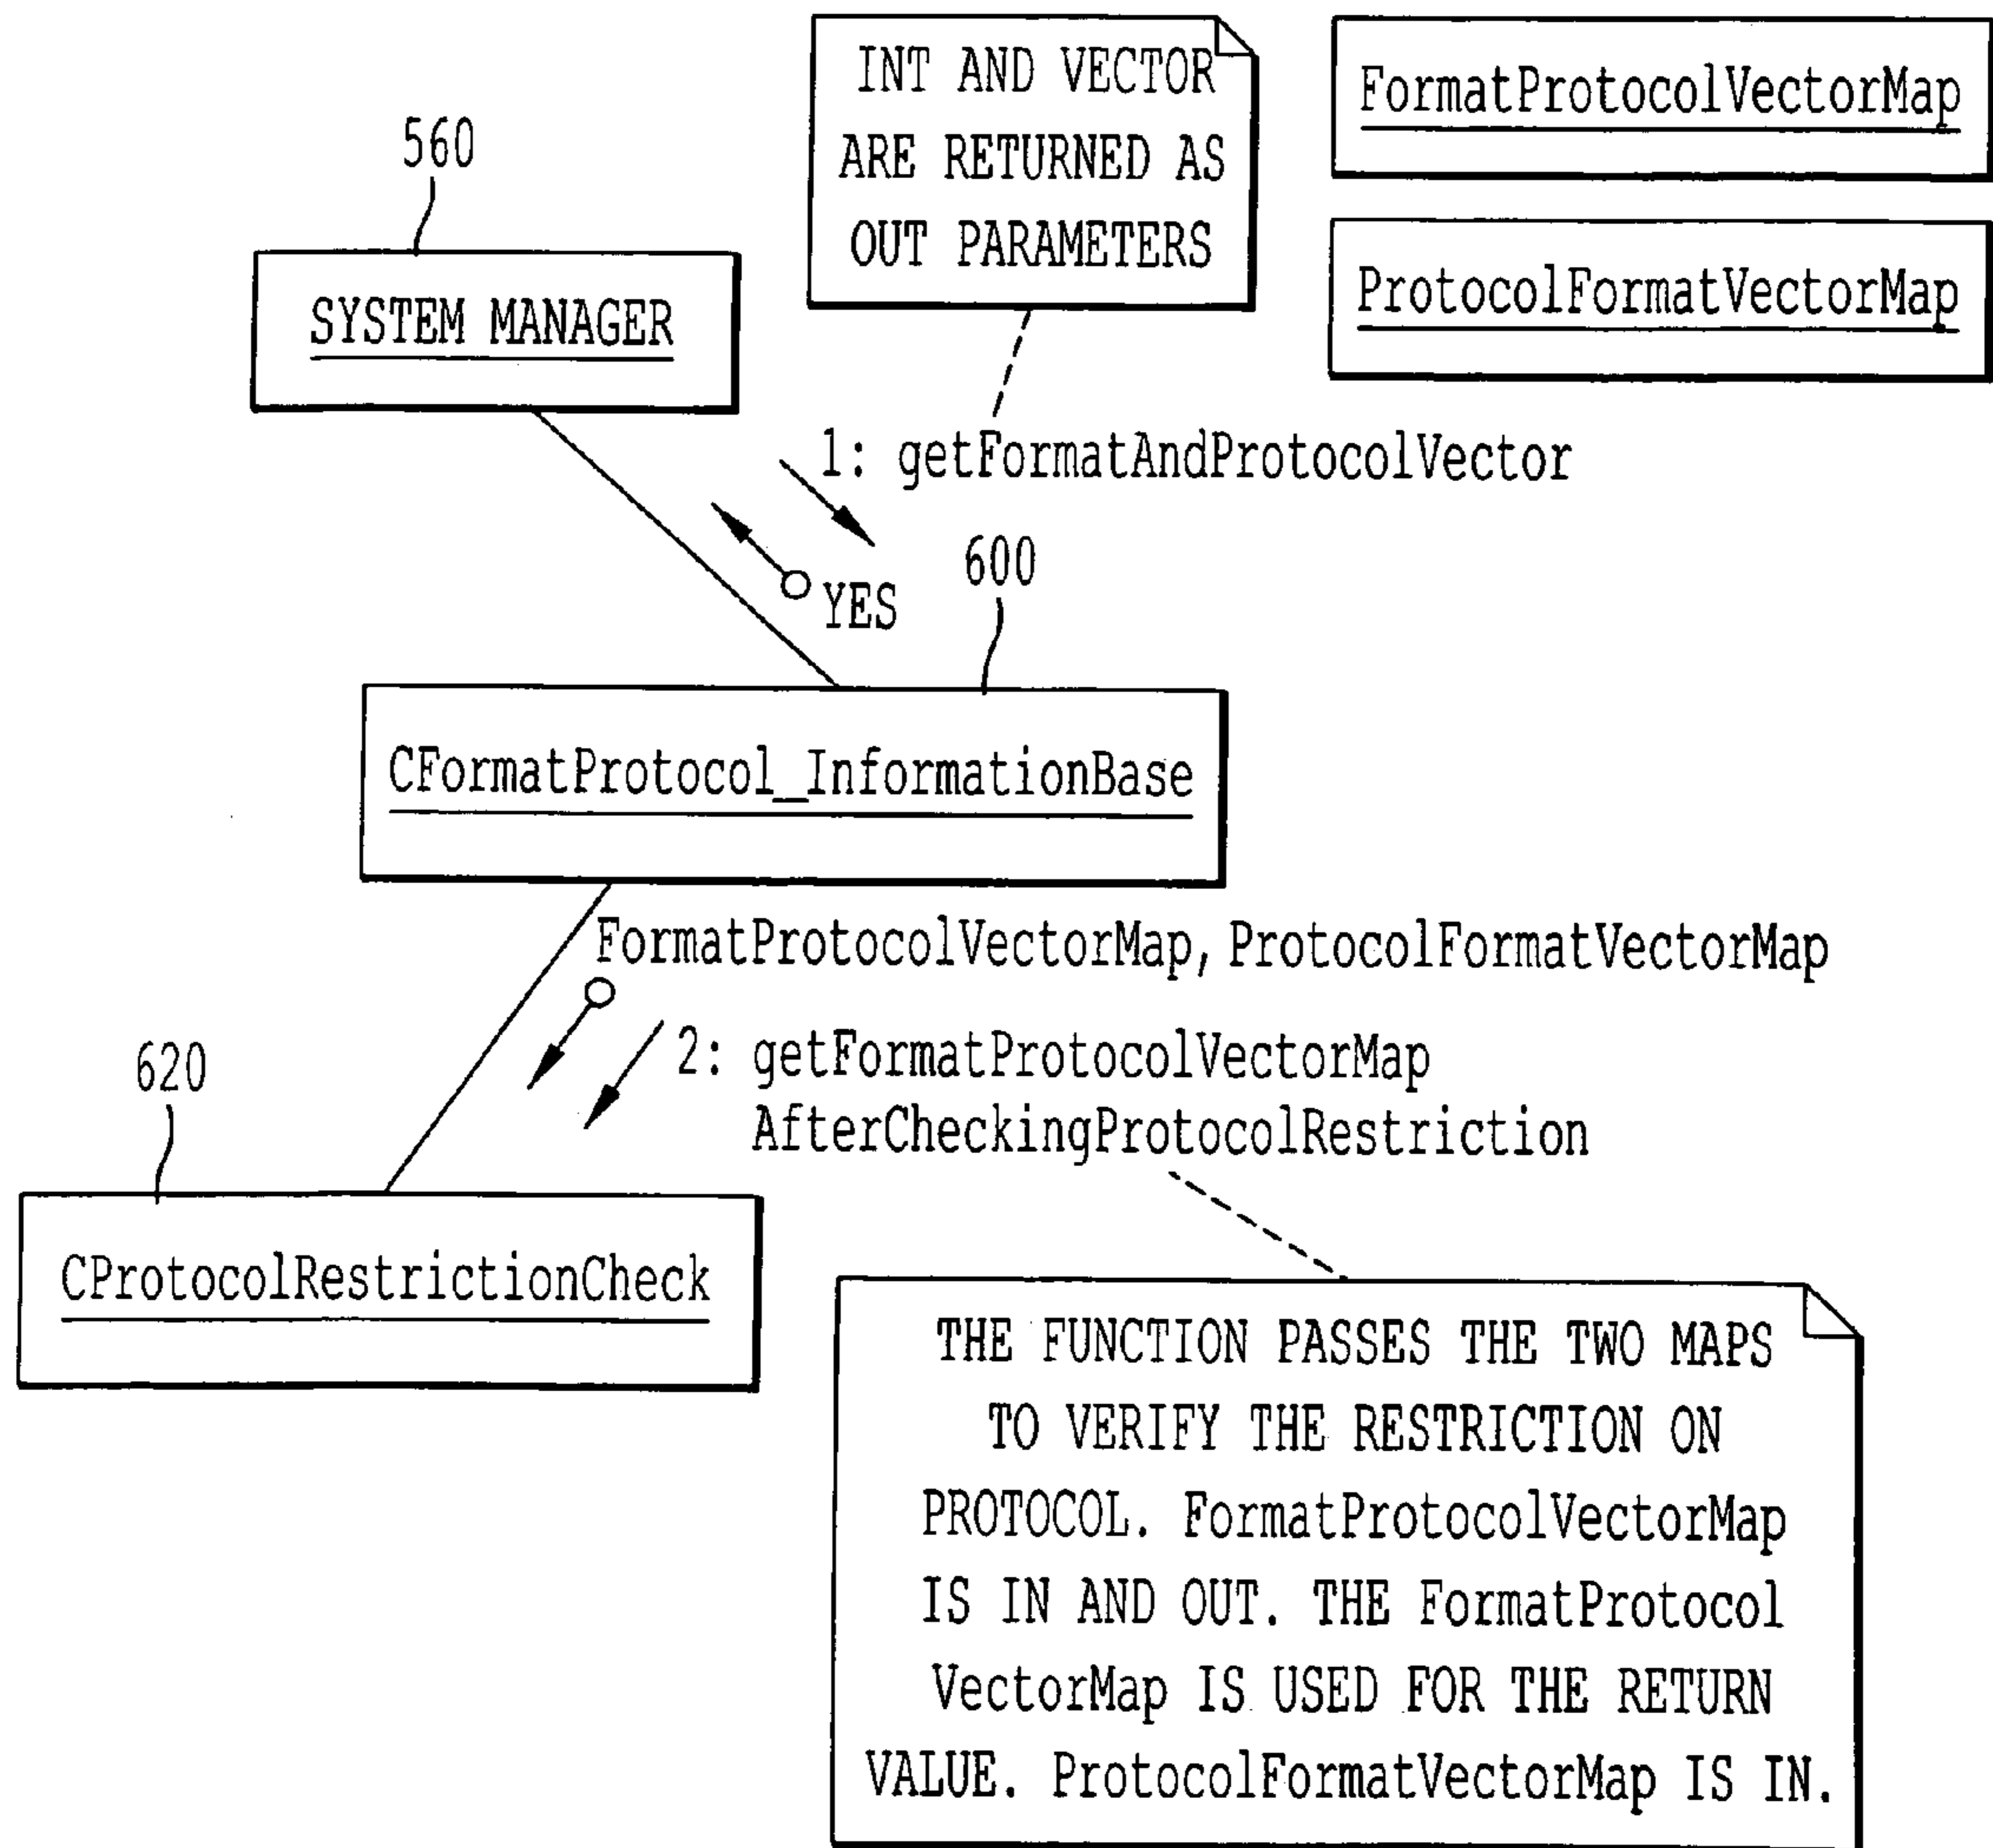 INT AND VECTOR
ARE RETURNED AS
OUT PARAMETERS
FormatProtocolVectorMap
ProtocolFormatVectorMap
560
SYSTEM MANAGER
1: getFormatAndProtocolVector
YES
600
CFormatProtocol_InformationBase
FormatProtocolVectorMap, ProtocolFormatVectorMap
2: getFormatProtocolVectorMap
AfterCheckingProtocolRestriction
620
CProtocolRestrictionCheck
THE FUNCTION PASSES THE TWO MAPS
TO VERIFY THE RESTRICTION ON
PROTOCOL. FormatProtocolVectorMap
IS IN AND OUT. THE FormatProtocol
VectorMap IS USED FOR THE RETURN
VALUE. ProtocolFormatVectorMap IS IN.